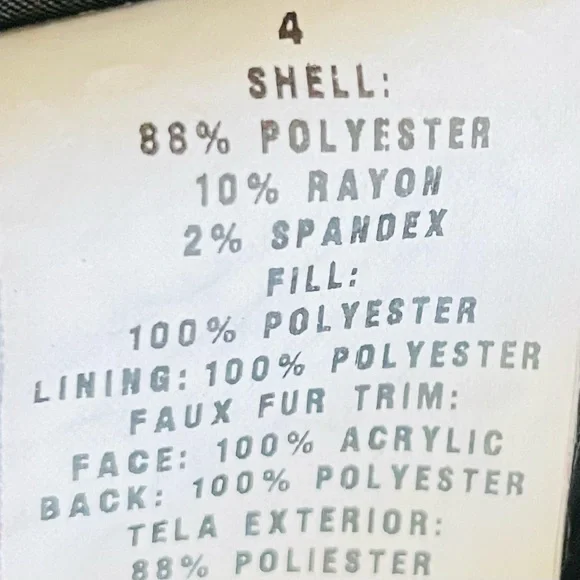 4
SHELL:
88% POLYESTER
10% RAYON
2% SPANDEX
FILL:
100% POLYESTER
LINING: 100% POLYESTER
FAUX FUR TRIM:
FACE: 100% ACRYLIC
BACK: 100% POLYESTER
TELA EXTERIOR:
88% POLIESTER